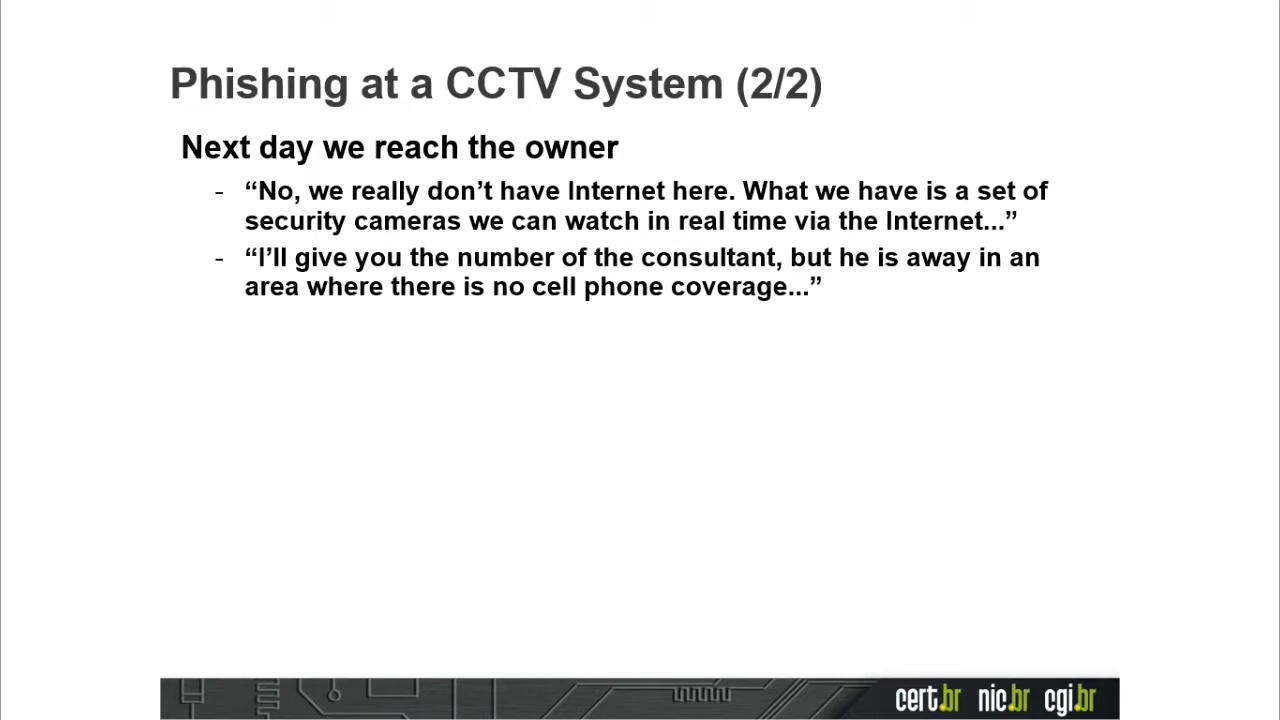 Phishing at a CCTV System (2/2)
Next day we reach the owner
- “No, we really don’t have Internet here. What we have is a set of
security cameras we can watch in real time via the Internet...”
- “I’ll give you the number of the consultant, but he is away in an
area where there is no cell phone coverage...”
cert.br nic.br cgi.br